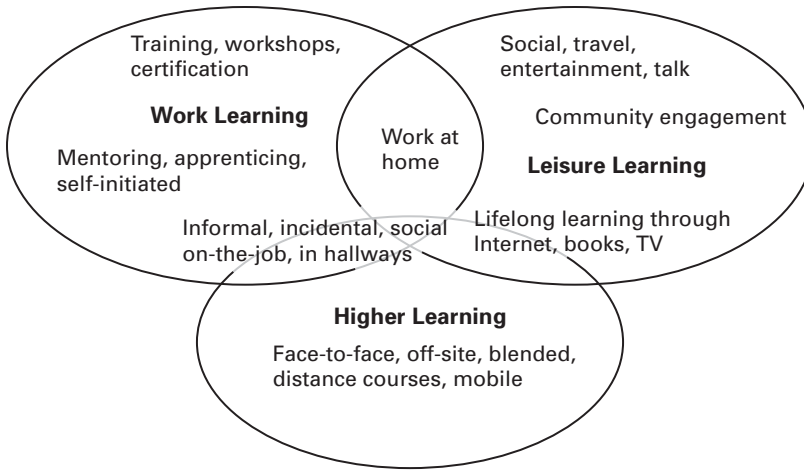 Training, workshops,
certification
Work Learning
Mentoring, apprenticing,
self-initiated
Work at
home
Social, travel,
entertainment, talk
Community engagement
Leisure Learning
Lifelong learning through
Internet, books, TV
Informal, incidental, social
on-the-job, in hallways
Higher Learning
Face-to-face, off-site, blended,
distance courses, mobile